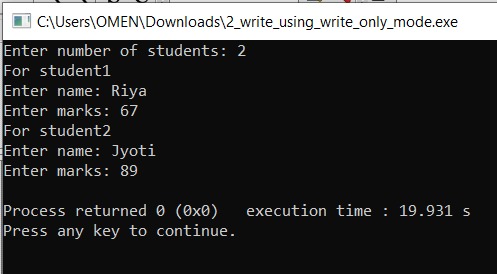 C:\Users\OMEN\Downloads\2_write_using_write_only_mode.exe
Enter number of students: 2
For student1
Enter name: Riya
Enter marks: 67
For student2
Enter name: Jyoti
Enter marks: 89
Process returned 0 (0x0)   execution time : 19.931 s
Press any key to continue.